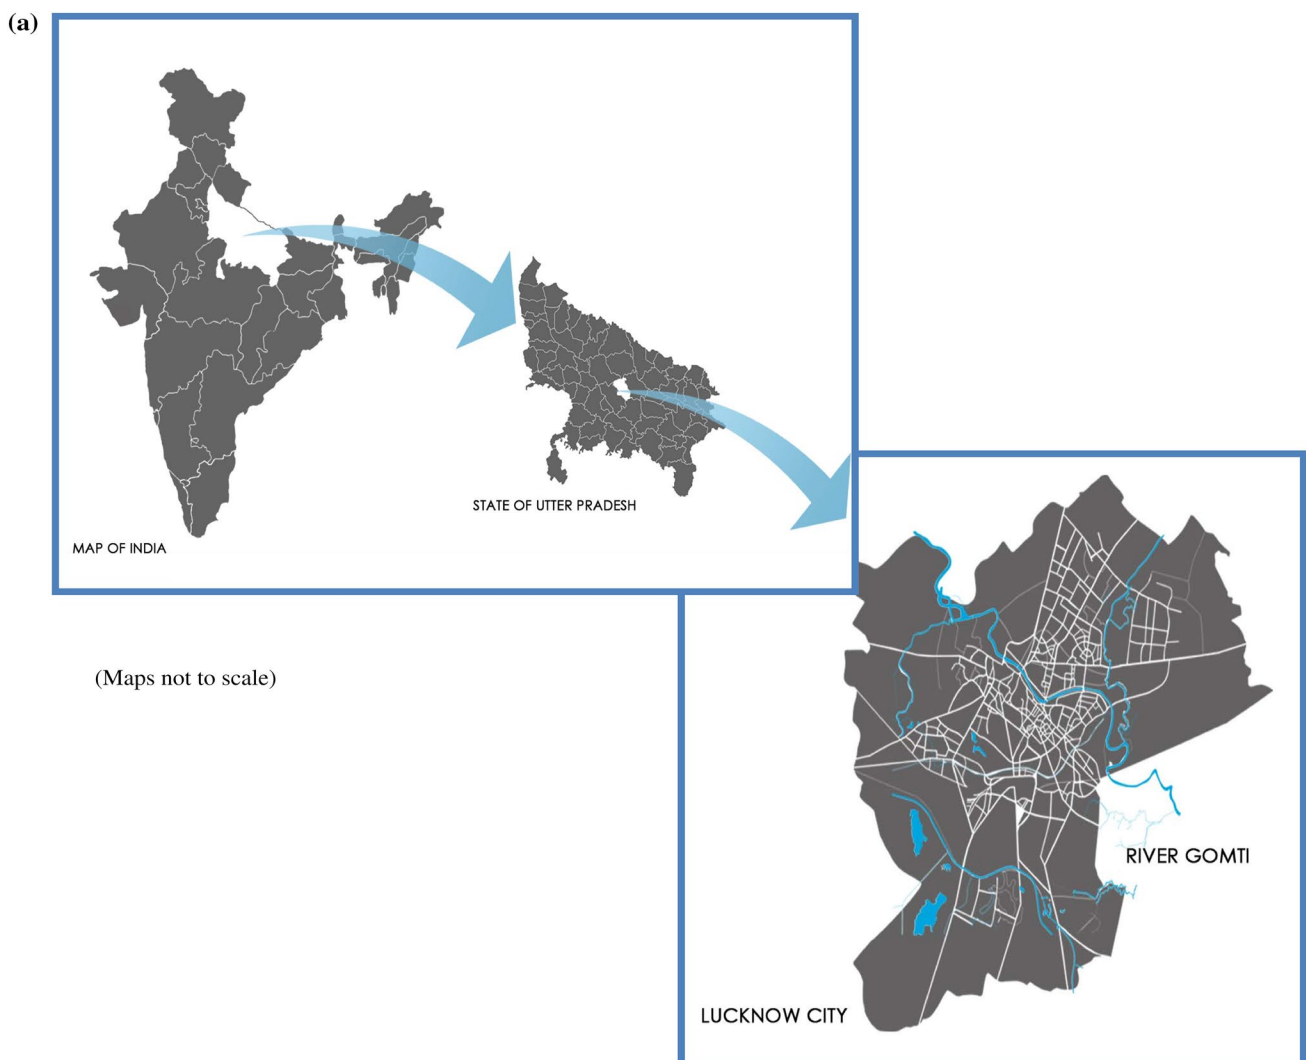 (a)
STATE OF UTTER PRADESH
MAP OF INDIA
(Maps not to scale)
RIVER GOMTI
LUCKNOW CITY